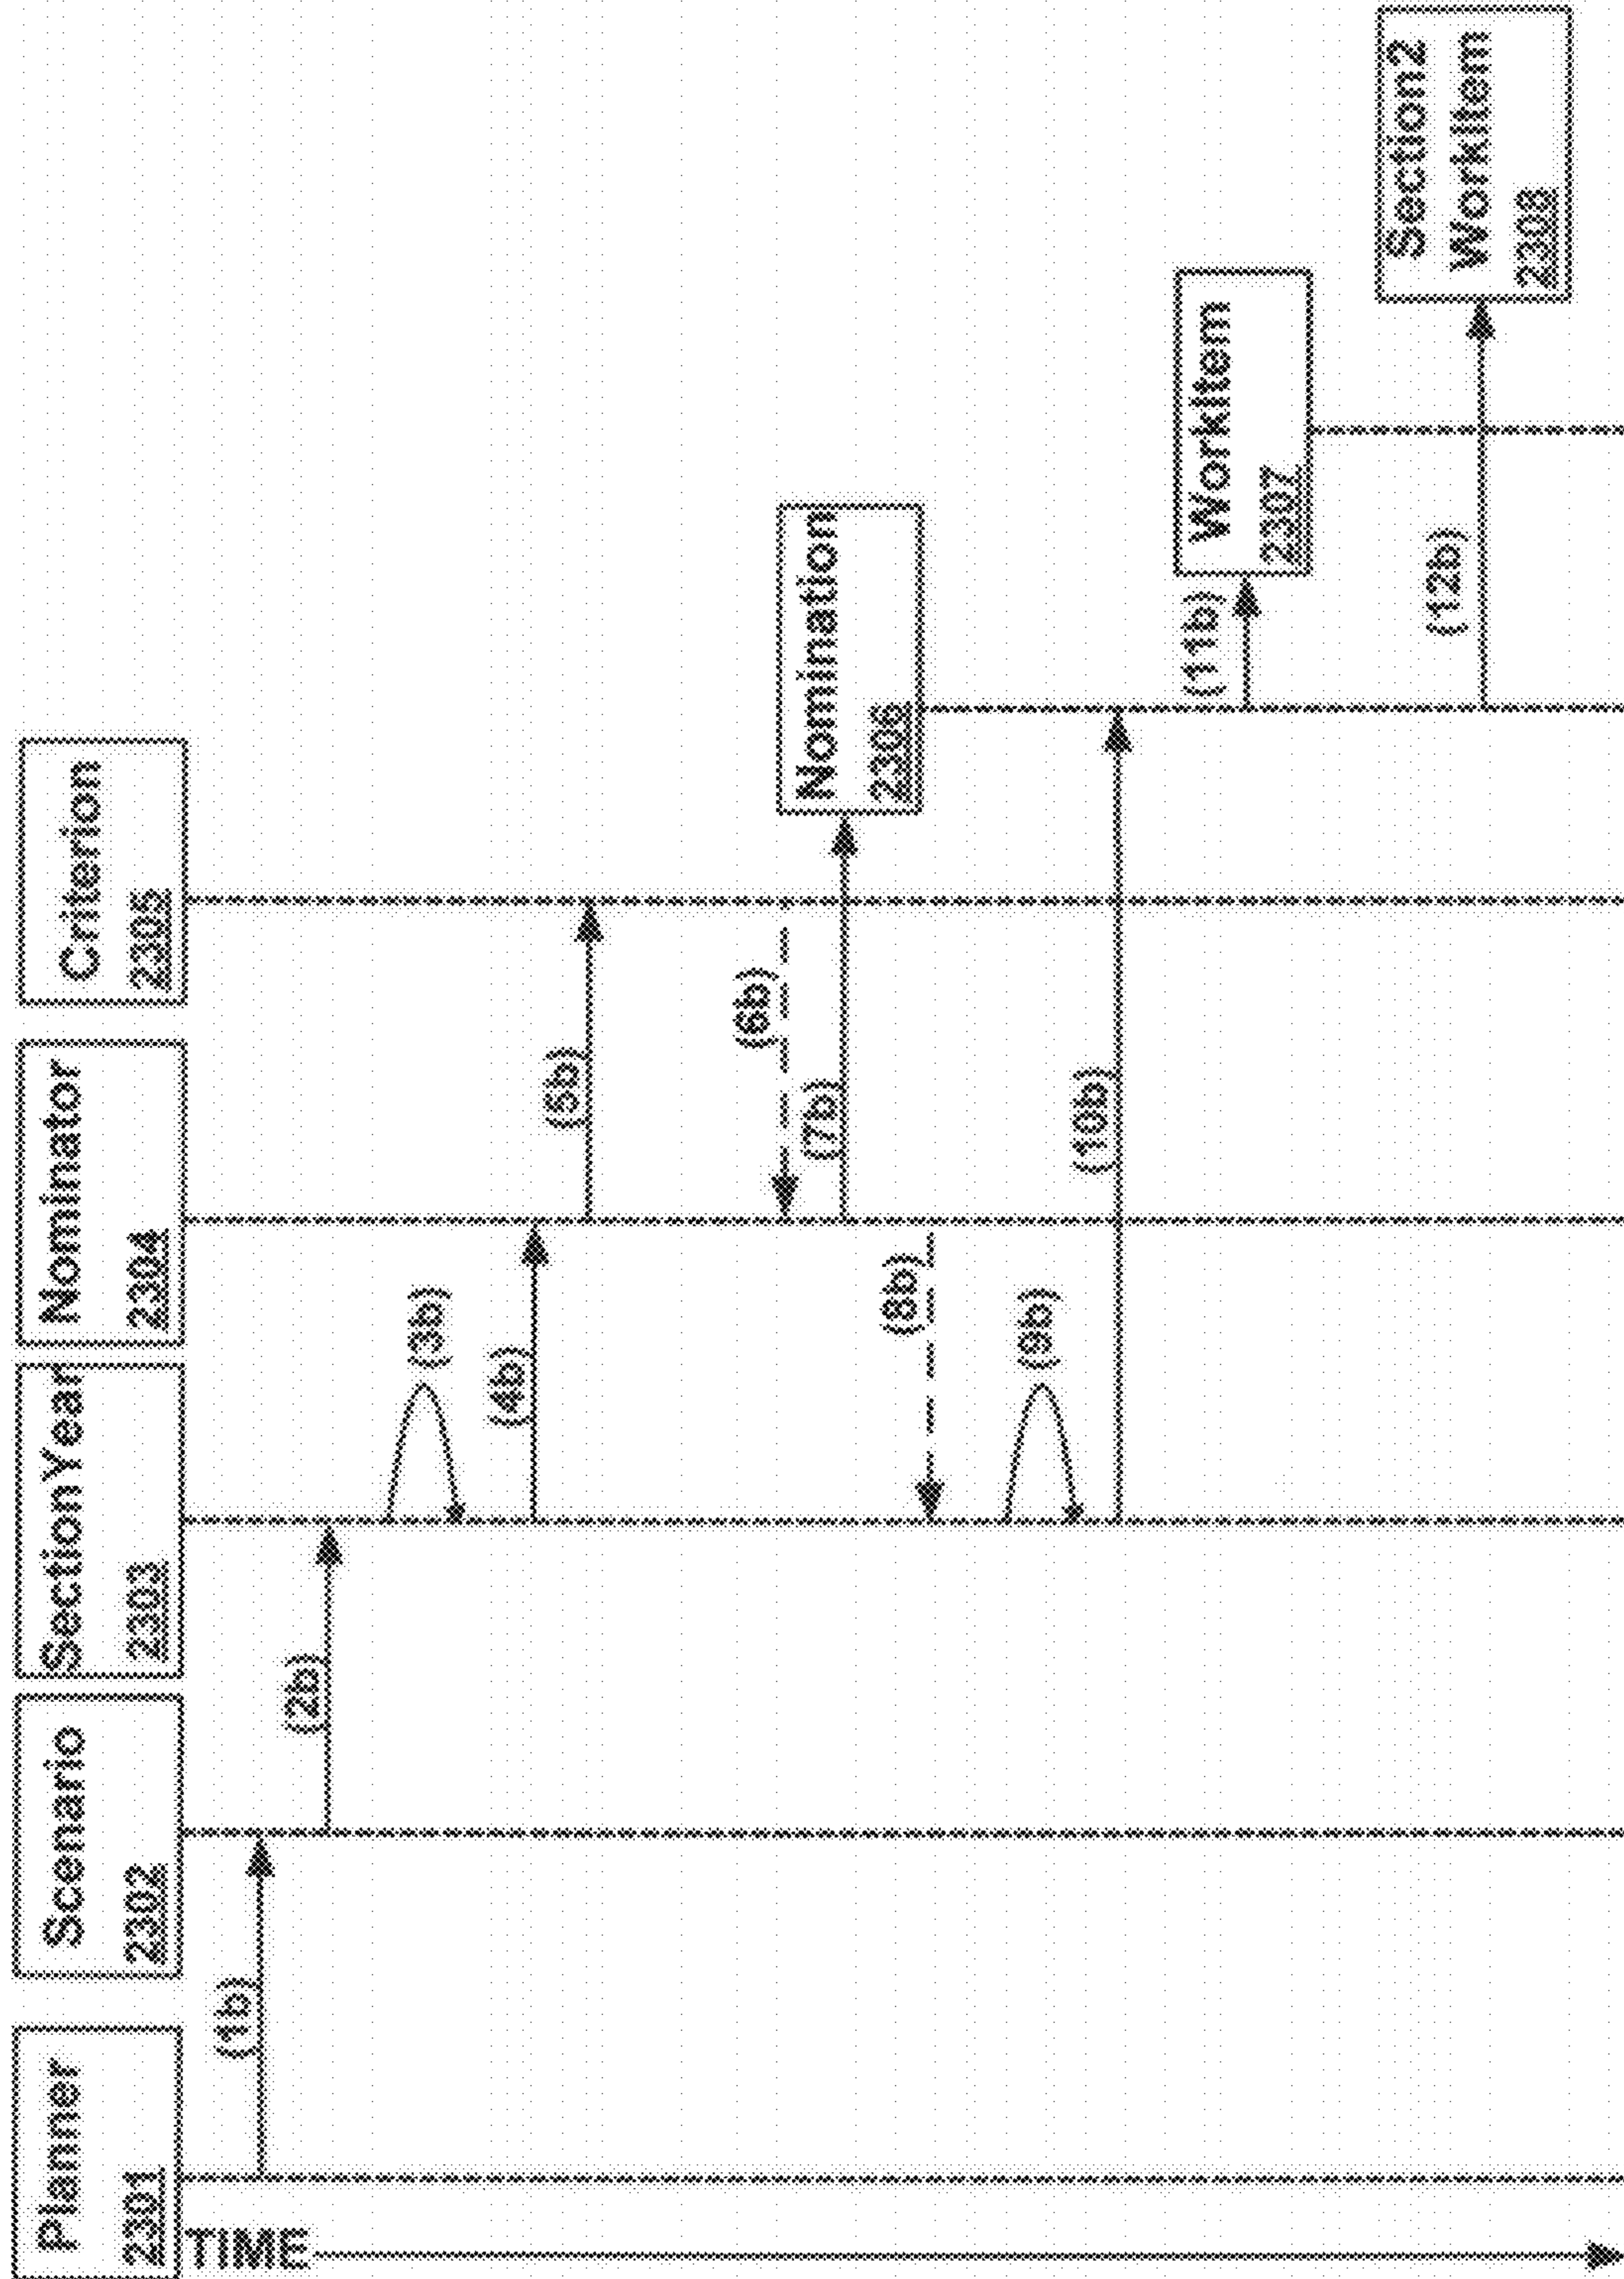 Planner
2301
Scenario
2302
SectionYear
2303
Nominator
2304
Criterion
2305
TIME
(1b)
(2b)
(3b)
(4b)
(5b)
(6b)
(7b)
Nomination
2306
(8b)
(9b)
(10b)
(11b)
WorkItem
2307
(12b)
Section2
WorkItem
2308